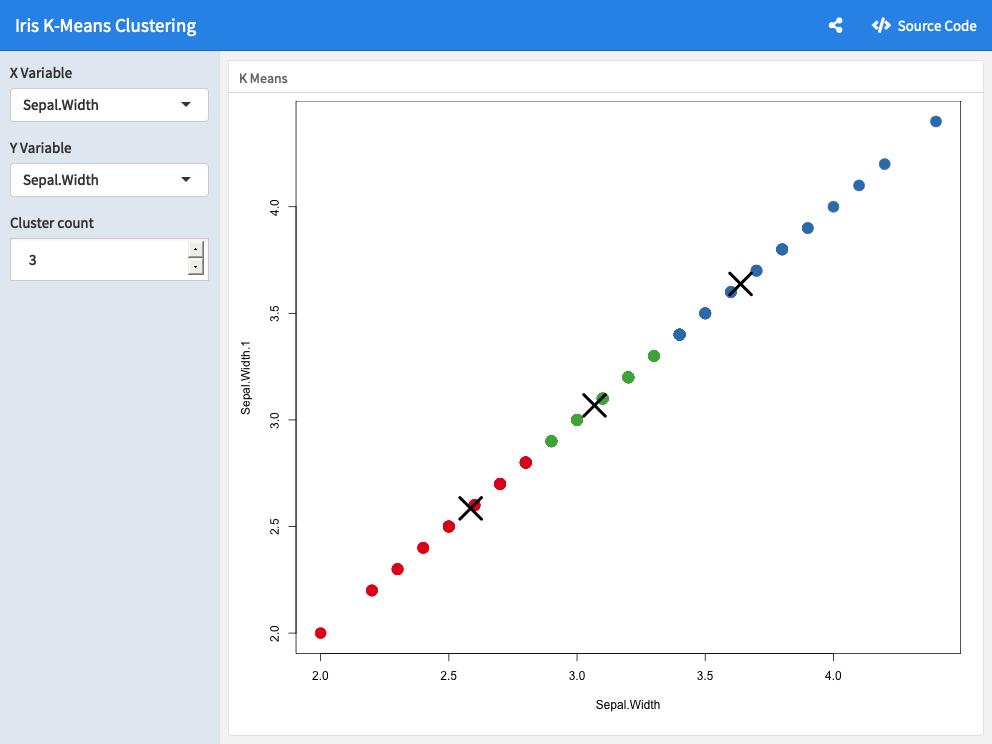 Iris K-Means Clustering
Source Code
X Variable
Sepal.Width
Y Variable
Sepal.Width
Cluster count
3
K Means
4.0
3.5
3.0
2.5
2.0
Sepal.Width.1
2.0 2.5 3.0 3.5 4.0
Sepal.Width